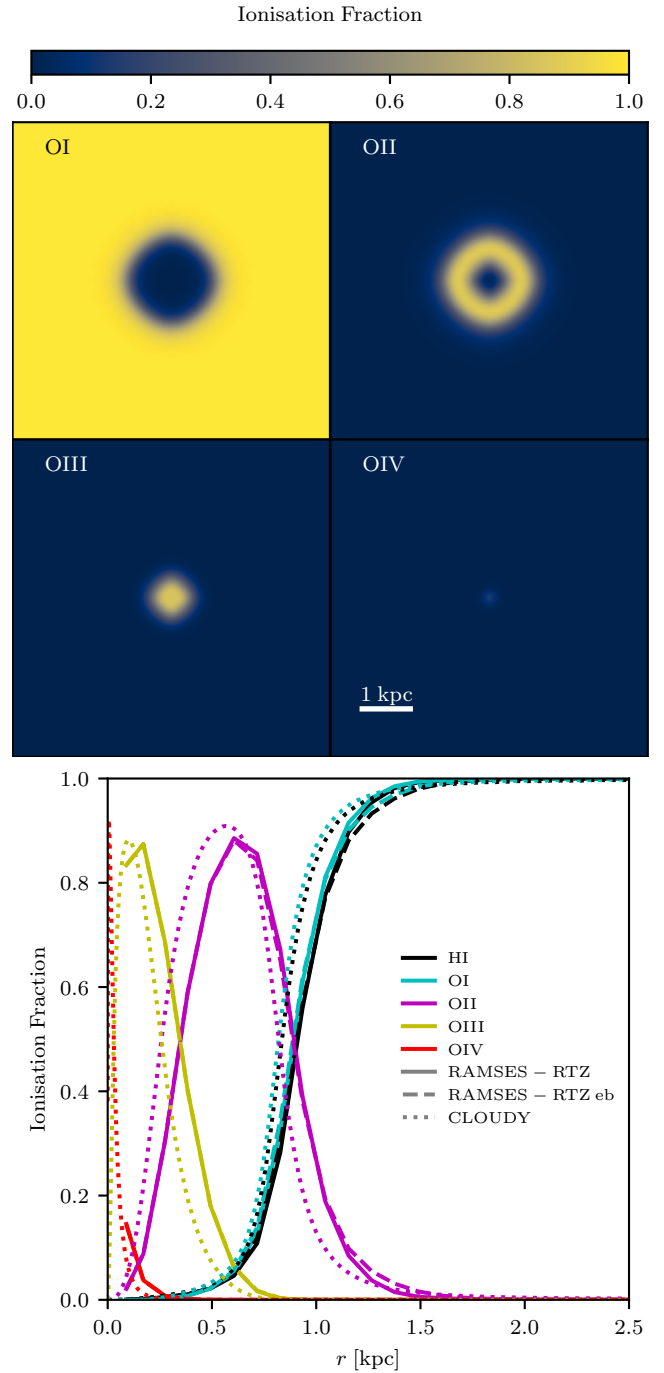 Ionisation Fraction
0.0 0.2 0.4 0.6 0.8 1.0
OI OII
OIII OIV
1 kpc
1.0
0.8
0.6
0.4
0.2
0.0
Ionisation Fraction
HI
OI
OII
OIII
OIV
RAMSES − RTZ
RAMSES − RTZ eb
CLOUDY
0.0 0.5 1.0 1.5 2.0 2.5
r [kpc]